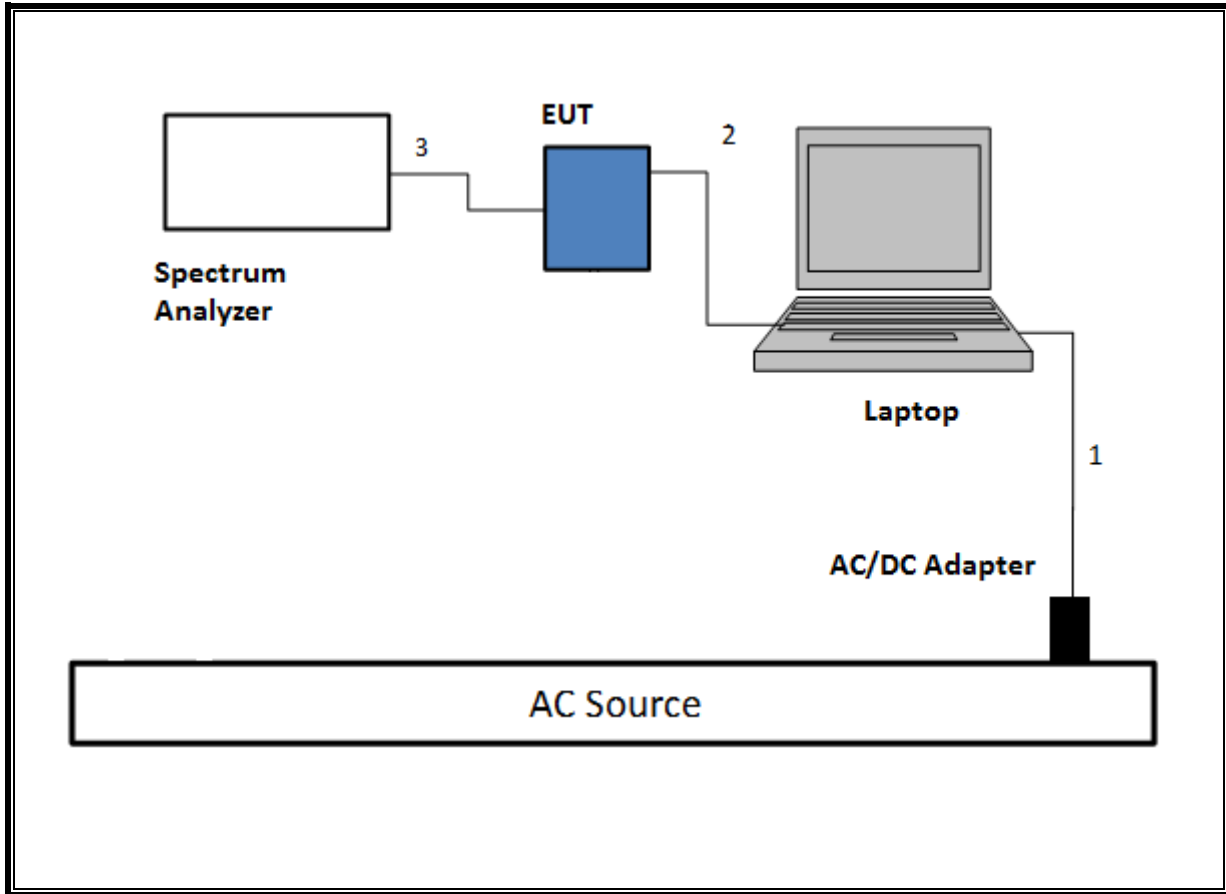 EUT
3
2
Spectrum
Analyzer
Laptop
1
AC/DC Adapter
AC Source